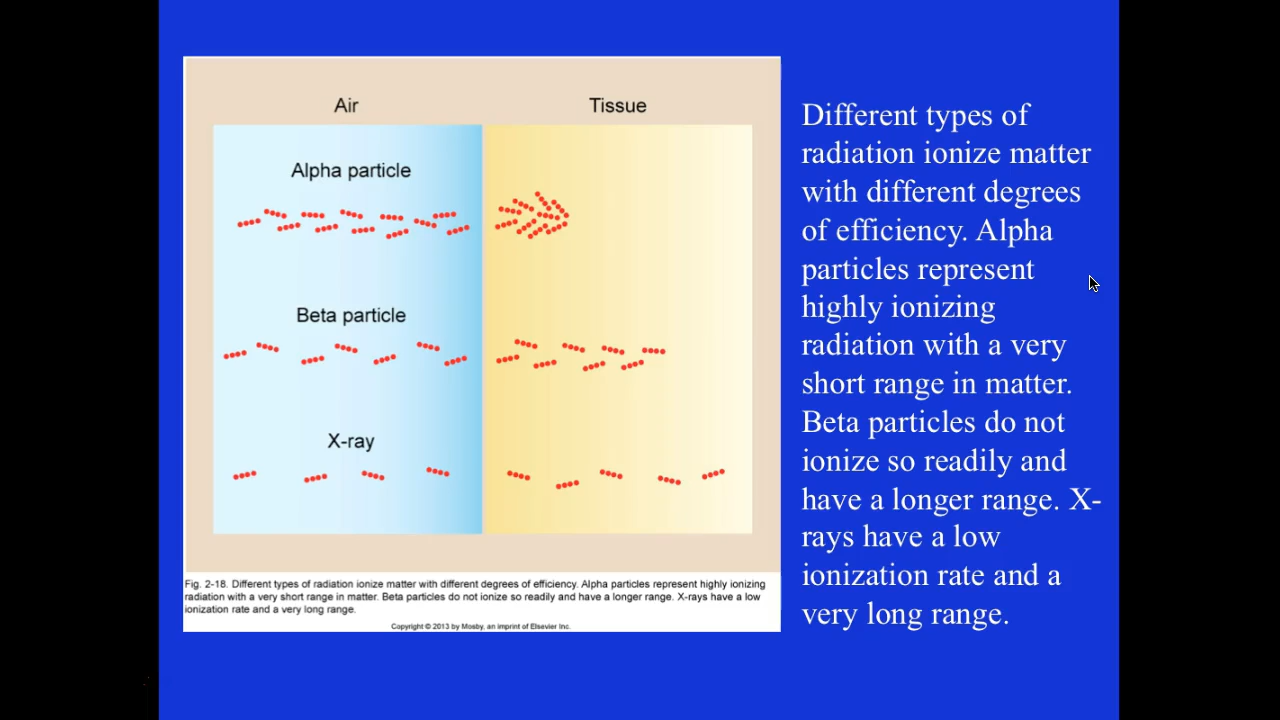 Air
Tissue
Alpha particle
Beta particle
X-ray
Fig. 2-18. Different types of radiation ionize matter with different degrees of efficiency. Alpha particles represent highly ionizing
radiation with a very short range in matter. Beta particles do not ionize so readily and have a longer range. X-rays have a low
ionization rate and a very long range.
Copyright © 2013 by Mosby, an imprint of Elsevier Inc.
Different types of
radiation ionize matter
with different degrees
of efficiency. Alpha
particles represent
highly ionizing
radiation with a very
short range in matter.
Beta particles do not
ionize so readily and
have a longer range. X-
rays have a low
ionization rate and a
very long range.